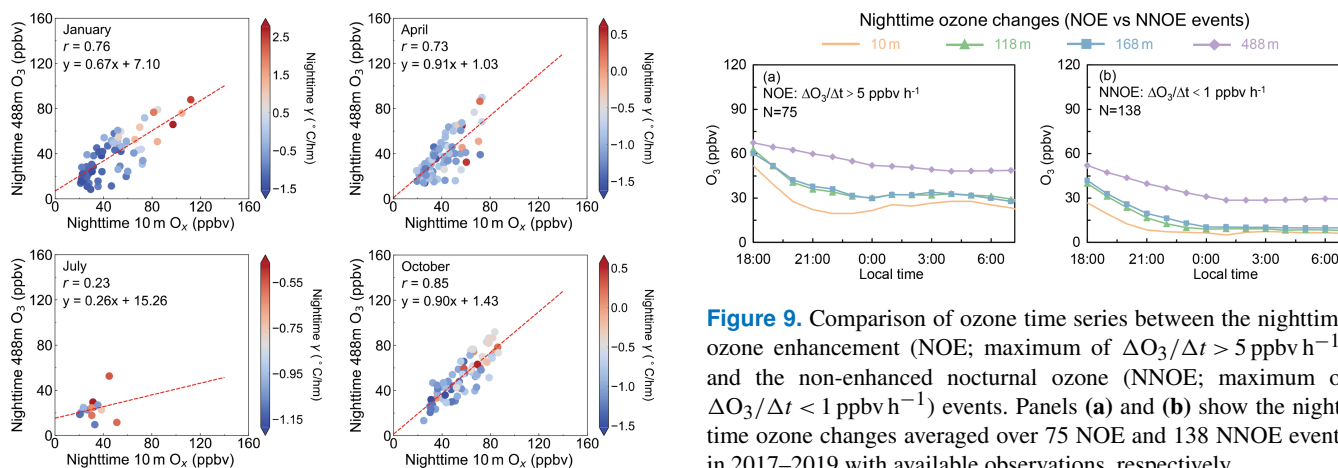 January
r = 0.76
y = 0.67x + 7.10
Nighttime 488m O₃ (ppbv)
160
120
80
40
0
0 40 80 120 160
Nighttime 10 m Oₓ (ppbv)
2.5
1.5
0.5
−0.5
−1.5
Nighttime γ (°C/hm)
April
r = 0.73
y = 0.91x + 1.03
Nighttime 488m O₃ (ppbv)
160
120
80
40
0
0 40 80 120 160
Nighttime 10 m Oₓ (ppbv)
0.5
0.0
−0.5
−1.0
−1.5
Nighttime γ (°C/hm)
July
r = 0.23
y = 0.26x + 15.26
Nighttime 488m O₃ (ppbv)
160
120
80
40
0
0 40 80 120 160
Nighttime 10 m Oₓ (ppbv)
−0.55
−0.75
−0.95
−1.15
Nighttime γ (°C/hm)
October
r = 0.85
y = 0.90x + 1.43
Nighttime 488m O₃ (ppbv)
160
120
80
40
0
0 40 80 120 160
Nighttime 10 m Oₓ (ppbv)
0.5
0.0
−0.5
−1.0
−1.5
Nighttime γ (°C/hm)
Nighttime ozone changes (NOE vs NNOE events)
10 m 118 m 168 m 488 m
(a)
NOE: ΔO₃/Δt > 5 ppbv h⁻¹
N=75
O₃ (ppbv)
120
90
60
30
0
18:00 21:00 0:00 3:00 6:00
Local time
(b)
NNOE: ΔO₃/Δt < 1 ppbv h⁻¹
N=138
O₃ (ppbv)
120
90
60
30
0
18:00 21:00 0:00 3:00 6:00
Local time
Figure 9. Comparison of ozone time series between the nighttim
ozone enhancement (NOE; maximum of ΔO₃/Δt > 5 ppbv h⁻¹
and the non-enhanced nocturnal ozone (NNOE; maximum o
ΔO₃/Δt < 1 ppbv h⁻¹) events. Panels (a) and (b) show the night
time ozone changes averaged over 75 NOE and 138 NNOE event
in 2017–2019 with available observations, respectively.